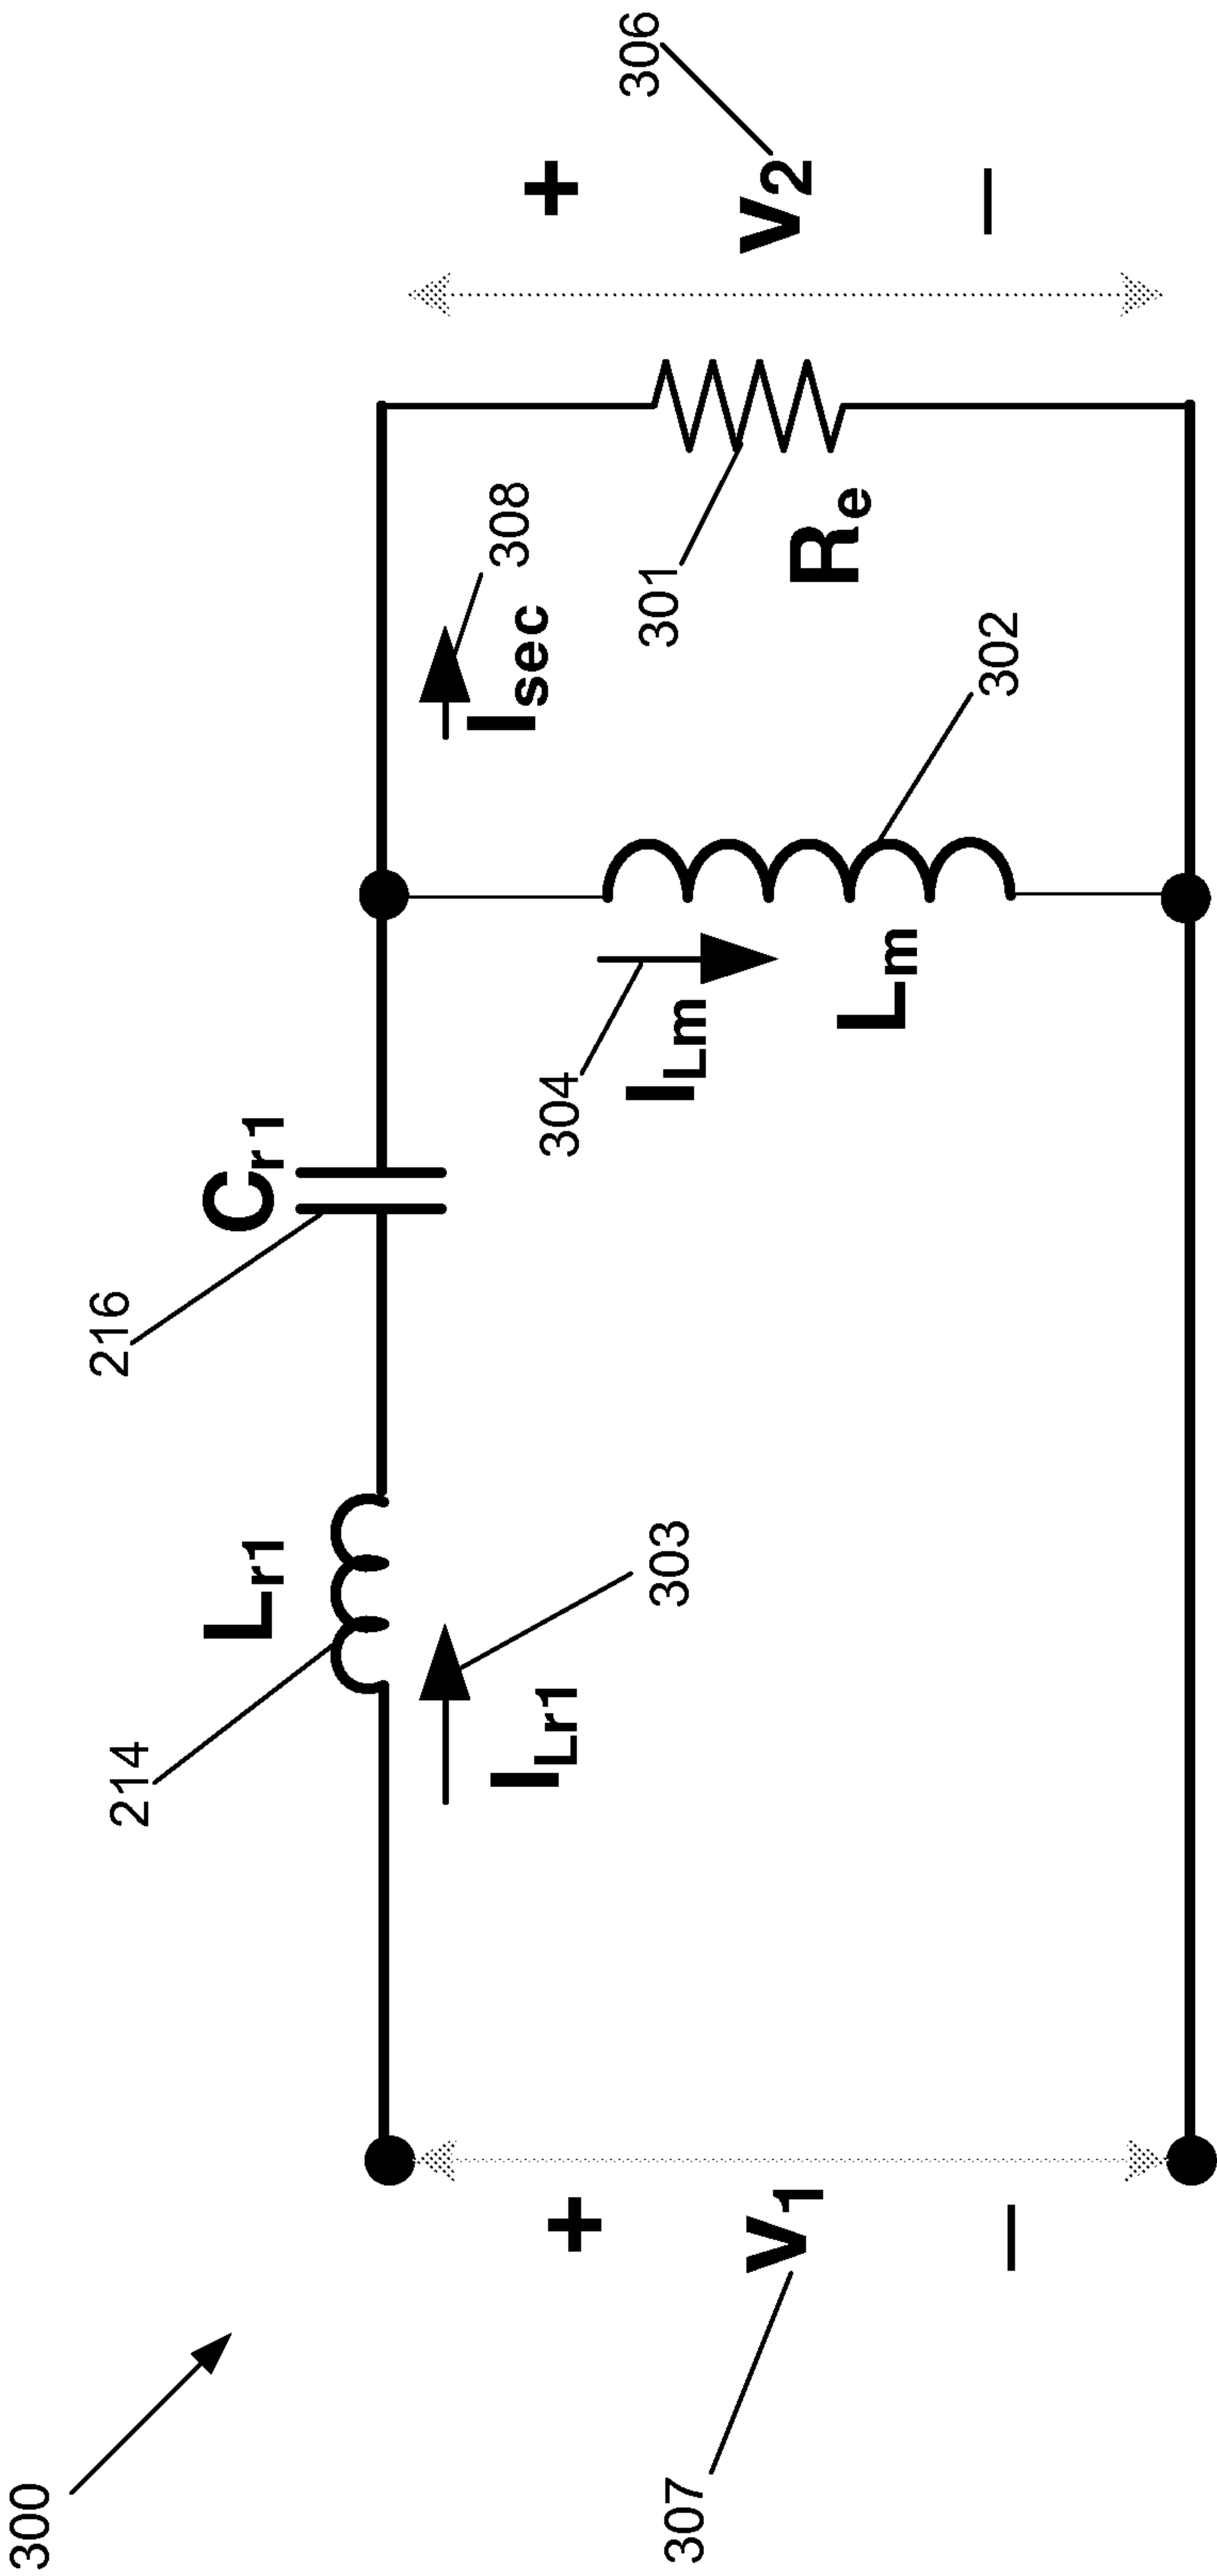 300
214
Lr1
216
Cr1
303
ILr1
304
ILm
Lm
302
308
Isec
301
Re
307
+
v1
–
306
+
v2
–